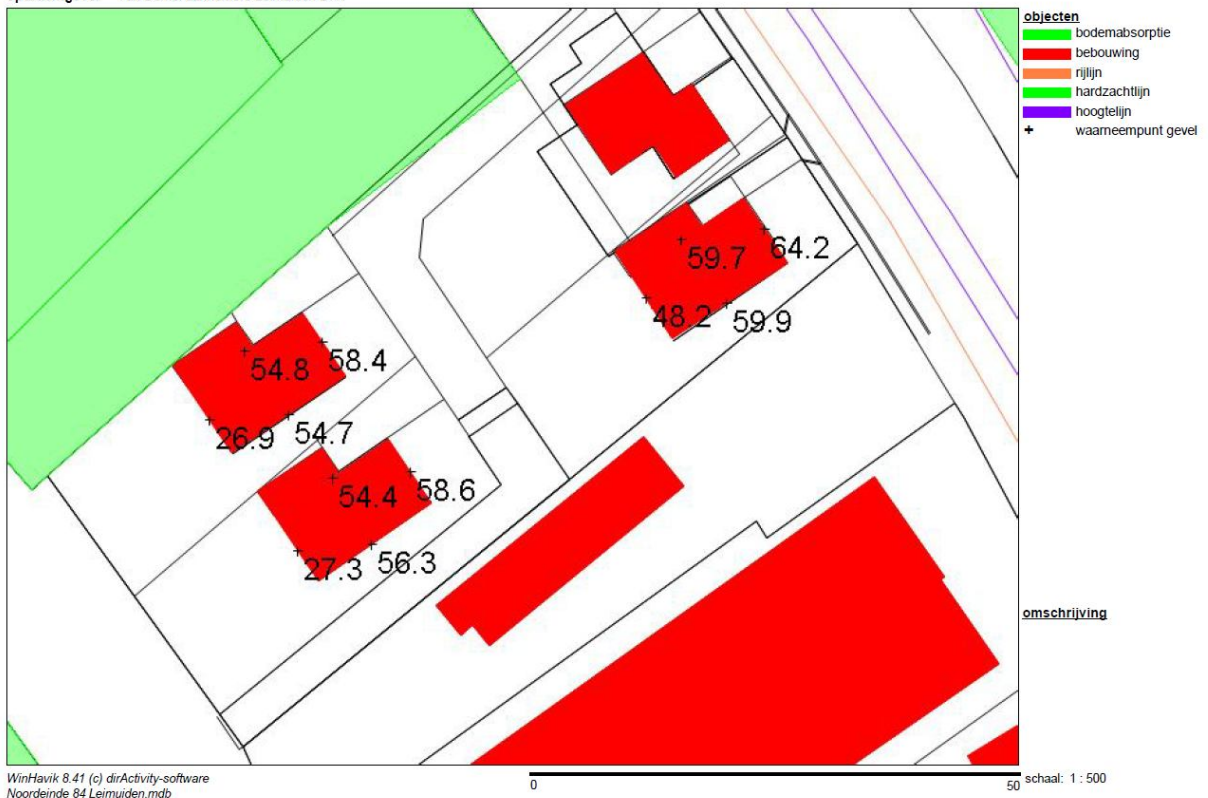 objecten
bodemabsorptie
bebouwing
rijlijn
hardzachtlijn
hoogtelijn
+ waarneempunt gevel
59.7
64.2
48.2
59.9
54.8
58.4
26.9
54.7
54.4
58.6
27.3
56.3
omschrijving
WinHavik 8.41 (c) dirActivity-software
Noordeinde 84 Leimuiden.mdb
0 50 schaal: 1 : 500